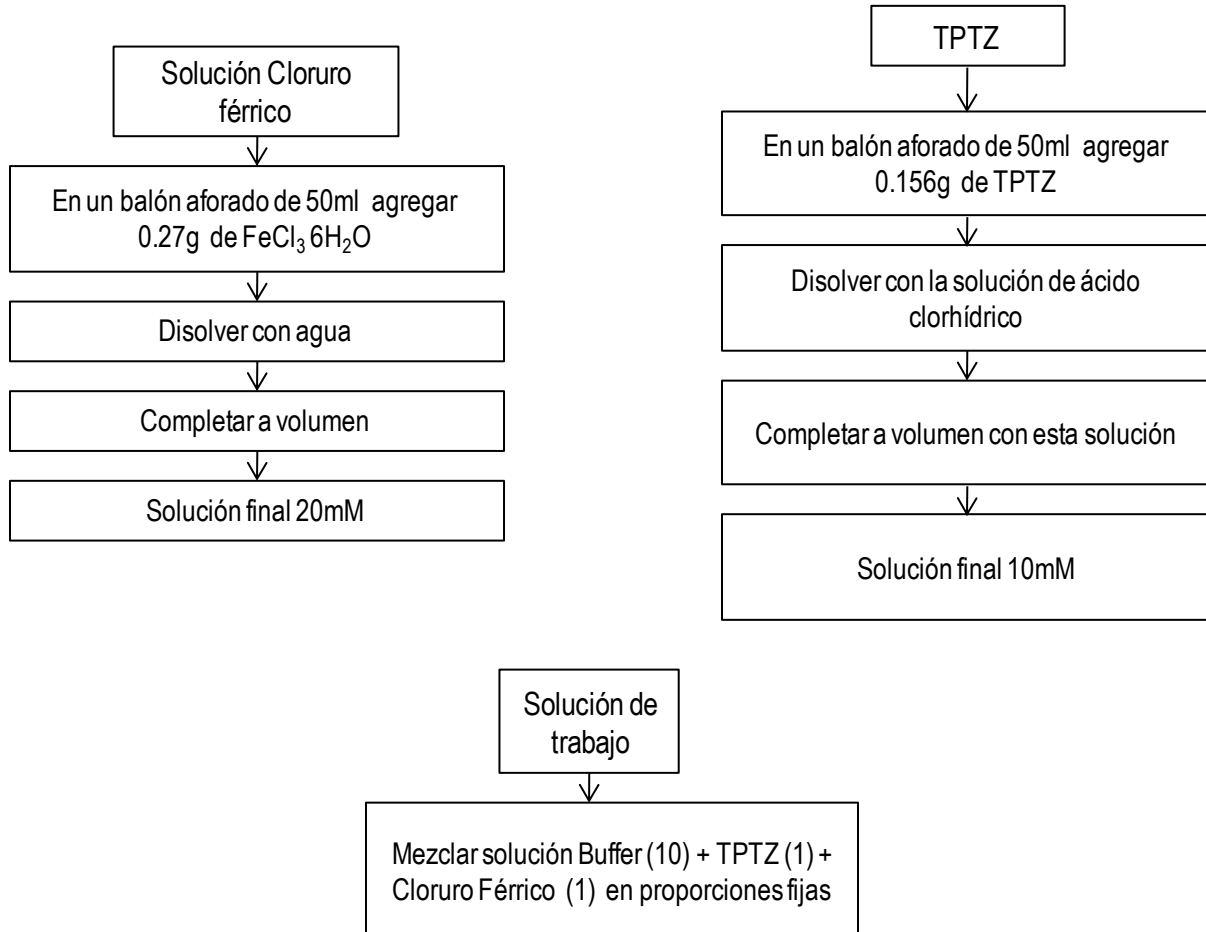 Solución Cloruro
férrico
En un balón aforado de 50ml agregar
0.27g de FeCl₃ 6H₂O
Disolver con agua
Completar a volumen
Solución final 20mM
TPTZ
En un balón aforado de 50ml agregar
0.156g de TPTZ
Disolver con la solución de ácido
clorhídrico
Completar a volumen con esta solución
Solución final 10mM
Solución de
trabajo
Mezclar solución Buffer (10) + TPTZ (1) +
Cloruro Férrico (1) en proporciones fijas